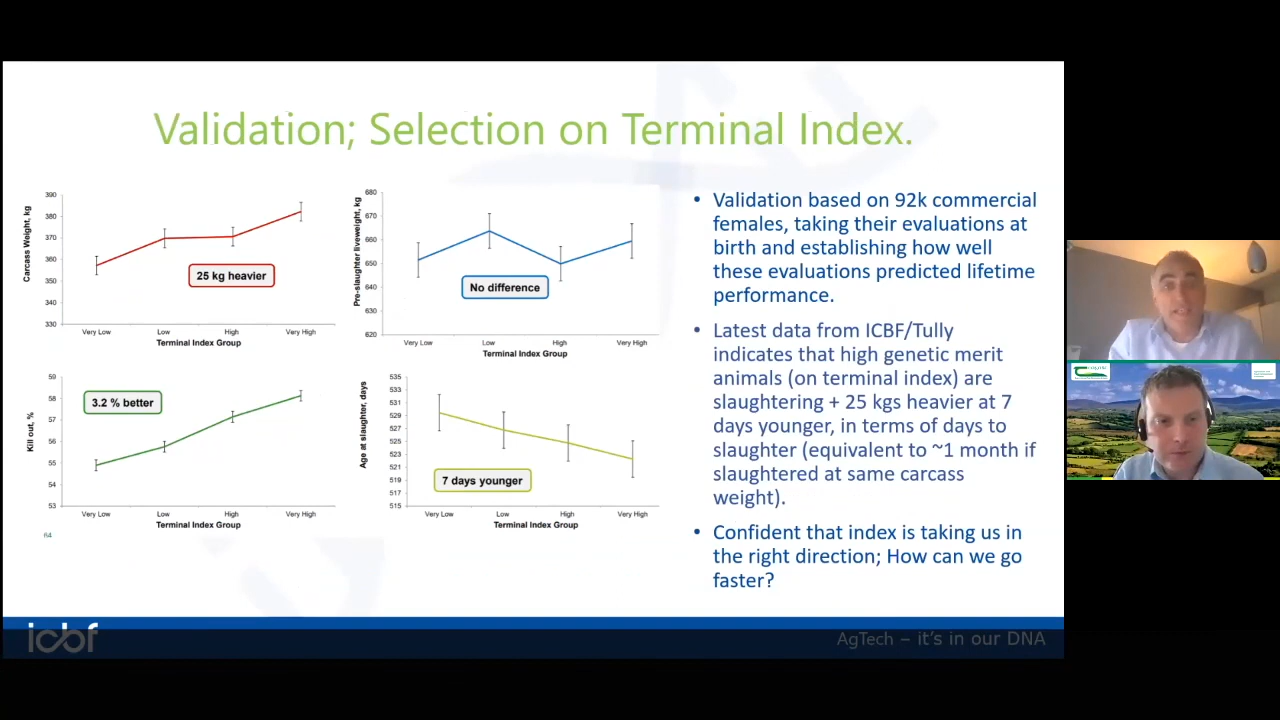 Validation; Selection on Terminal Index.
390
380
370
360
350
340
330
Carcass Weight, kg
25 kg heavier
Very Low
Low
High
Very High
Terminal Index Group
680
670
660
650
640
630
620
Pre-slaughter liveweight, kg
No difference
Very Low
Low
High
Very High
Terminal Index Group
59
58
57
56
55
54
53
Kill out, %
3.2 % better
Very Low
Low
High
Very High
Terminal Index Group
535
533
531
529
527
525
523
521
519
517
515
Age at slaughter, days
7 days younger
Very Low
Low
High
Very High
Terminal Index Group
• Validation based on 92k commercial
females, taking their evaluations at
birth and establishing how well
these evaluations predicted lifetime
performance.
• Latest data from ICBF/Tully
indicates that high genetic merit
animals (on terminal index) are
slaughtering + 25 kgs heavier at 7
days younger, in terms of days to
slaughter (equivalent to ~1 month if
slaughtered at same carcass
weight).
• Confident that index is taking us in
the right direction; How can we go
faster?
64
icbf
AgTech – it's in our DNA